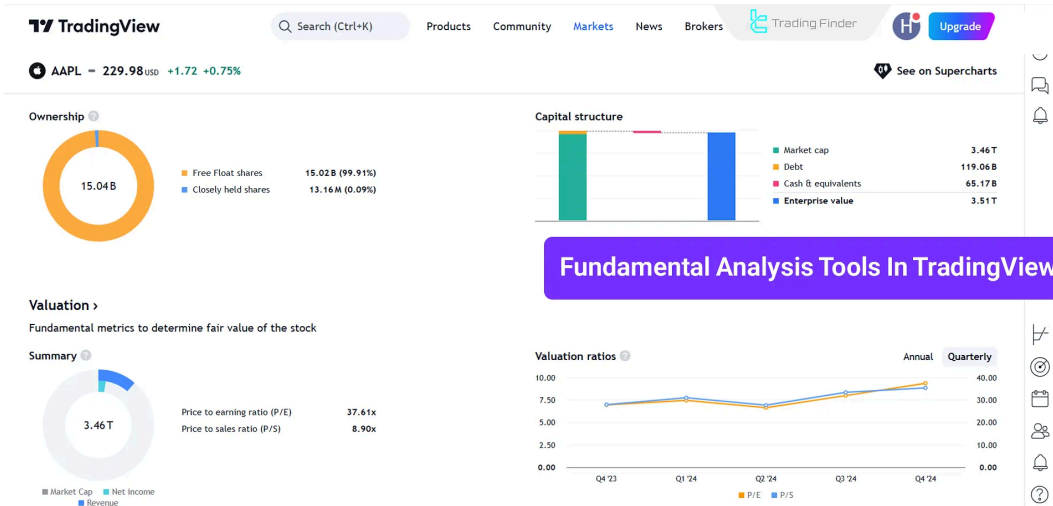 TradingView
Search (Ctrl+K)
Products Community Markets News Brokers
Trading Finder
H
Upgrade
AAPL 229.98 USD +1.72 +0.75%
See on Supercharts
Ownership ?
15.04 B
Free Float shares 15.02 B (99.91%)
Closely held shares 13.16 M (0.09%)
Capital structure
Market cap 3.46 T
Debt 119.06 B
Cash & equivalents 65.17 B
Enterprise value 3.51 T
Fundamental Analysis Tools In TradingView
Valuation ›
Fundamental metrics to determine fair value of the stock
Summary ?
3.46 T
Price to earning ratio (P/E) 37.61x
Price to sales ratio (P/S) 8.90x
Market Cap Net income
Revenue
Valuation ratios ?
Annual Quarterly
10.00 40.00
7.50 30.00
5.00 20.00
2.50 10.00
0.00 0.00
Q4 '23 Q1 '24 Q2 '24 Q3 '24 Q4 '24
P/E P/S